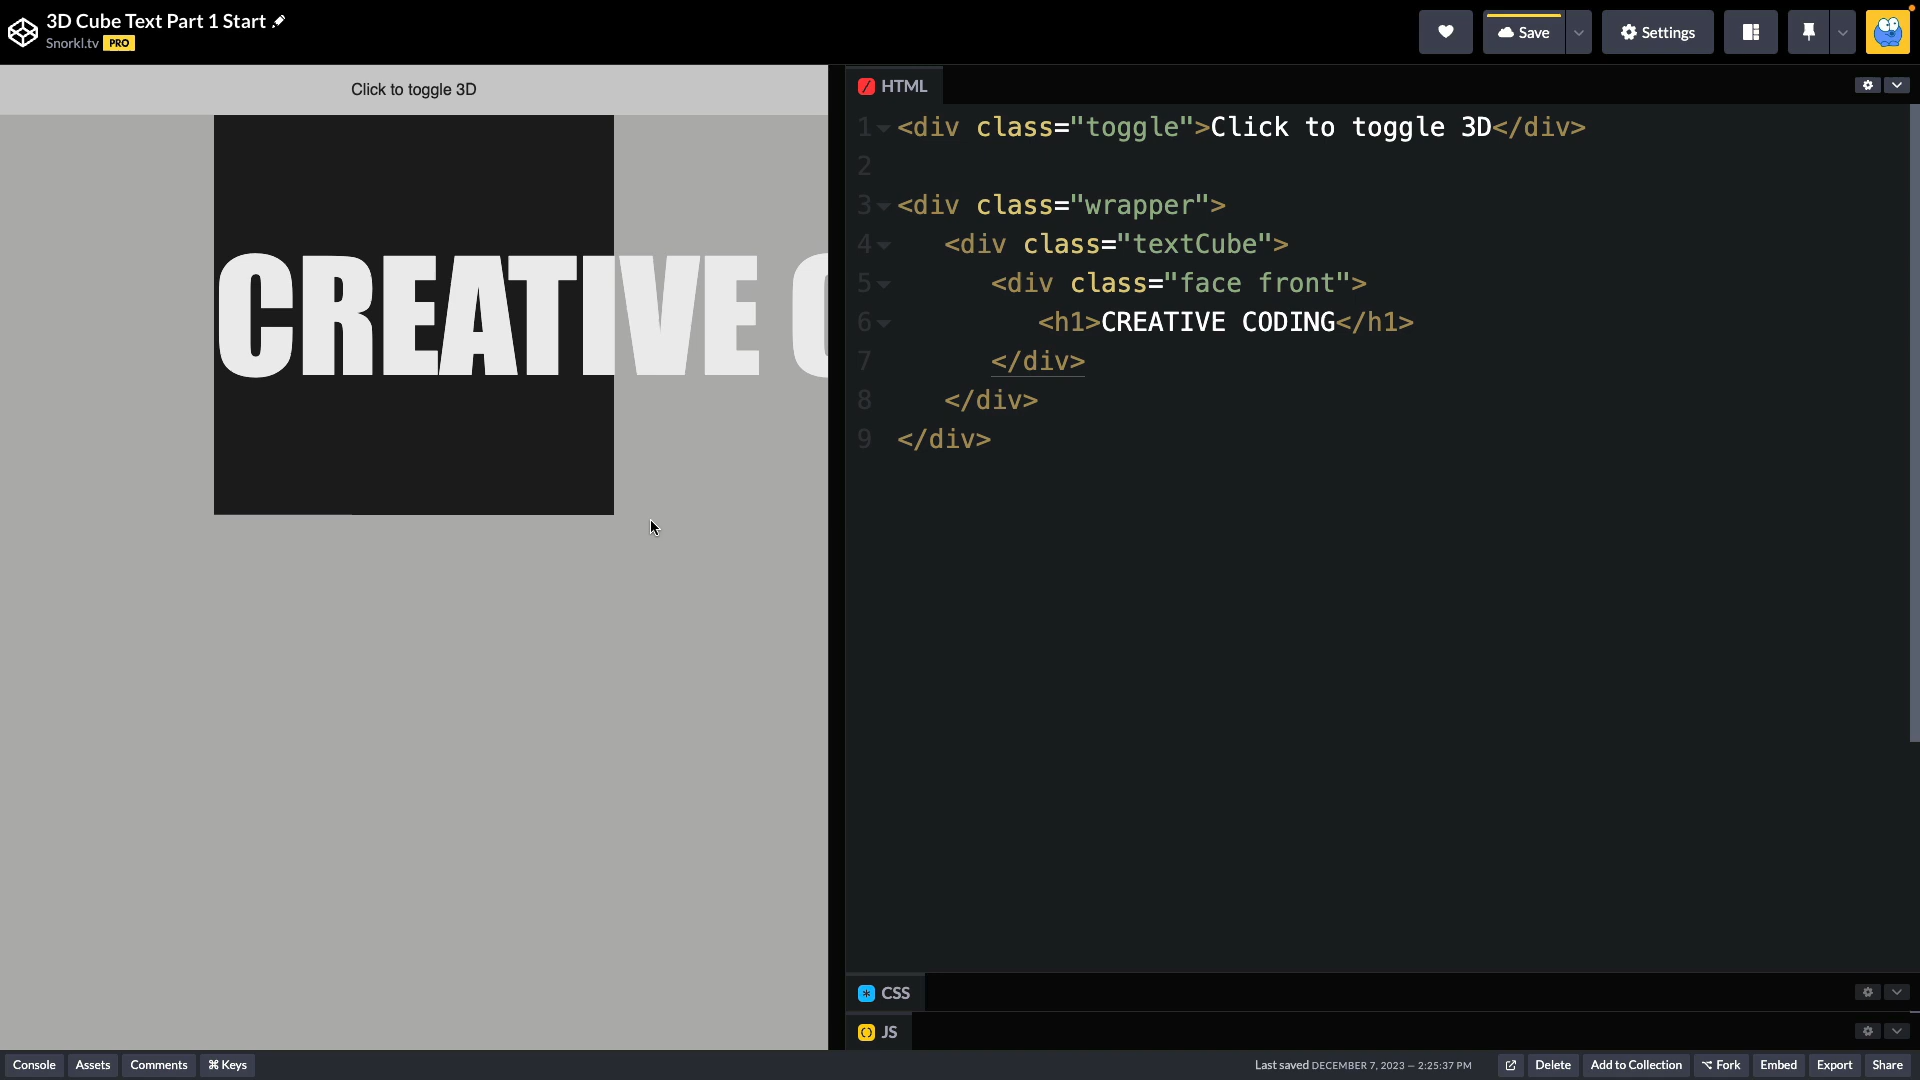 3D Cube Text Part 1 Start
Snorkl.tv PRO
Save
Settings
Click to toggle 3D
CREATIVE C
HTML
1 <div class="toggle">Click to toggle 3D</div>
2
3 <div class="wrapper">
4 <div class="textCube">
5 <div class="face front">
6 <h1>CREATIVE CODING</h1>
7 </div>
8 </div>
9 </div>
CSS
JS
Console Assets Comments ⌘ Keys
Last saved DECEMBER 7, 2023 — 2:25:37 PM
Delete Add to Collection ⌥ Fork Embed Export Share